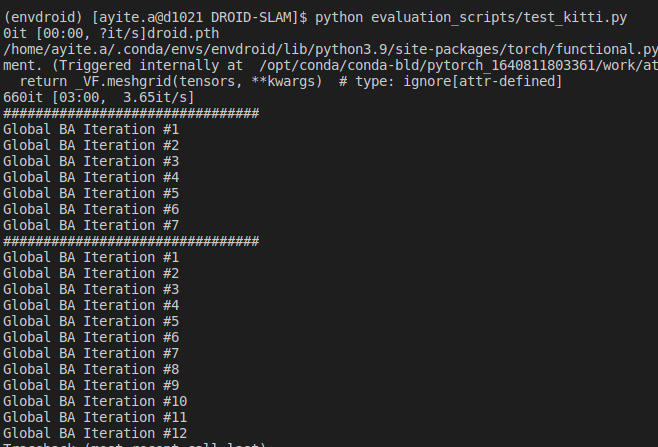 (envdroid) [ayite.a@d1021 DROID-SLAM]$ python evaluation_scripts/test_kitti.py
0it [00:00, ?it/s]droid.pth
/home/ayite.a/.conda/envs/envdroid/lib/python3.9/site-packages/torch/functional.py
ment. (Triggered internally at  /opt/conda/conda-bld/pytorch_1640811803361/work/at
  return _VF.meshgrid(tensors, **kwargs)  # type: ignore[attr-defined]
660it [03:00,  3.65it/s]
################################
Global BA Iteration #1
Global BA Iteration #2
Global BA Iteration #3
Global BA Iteration #4
Global BA Iteration #5
Global BA Iteration #6
Global BA Iteration #7
################################
Global BA Iteration #1
Global BA Iteration #2
Global BA Iteration #3
Global BA Iteration #4
Global BA Iteration #5
Global BA Iteration #6
Global BA Iteration #7
Global BA Iteration #8
Global BA Iteration #9
Global BA Iteration #10
Global BA Iteration #11
Global BA Iteration #12